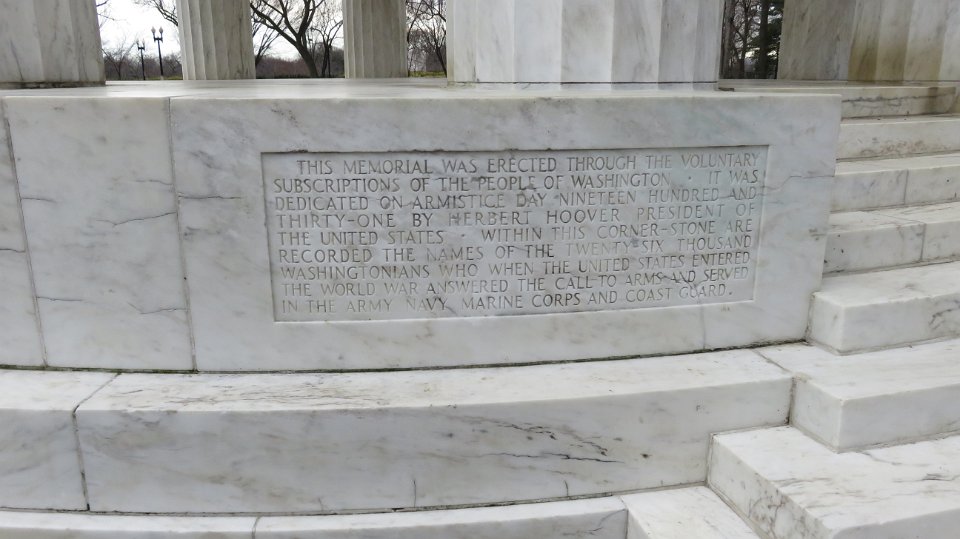 THIS MEMORIAL WAS ERECTED THROUGH THE VOLUNTARY
SUBSCRIPTIONS OF THE PEOPLE OF WASHINGTON · IT WAS
DEDICATED ON ARMISTICE DAY NINETEEN HUNDRED AND
THIRTY-ONE BY HERBERT HOOVER PRESIDENT OF
THE UNITED STATES · WITHIN THIS CORNER-STONE ARE
RECORDED THE NAMES OF THE TWENTY SIX THOUSAND
WASHINGTONIANS WHO WHEN THE UNITED STATES ENTERED
THE WORLD WAR ANSWERED THE CALL TO ARMS AND SERVED
IN THE ARMY NAVY, MARINE CORPS AND COAST GUARD.